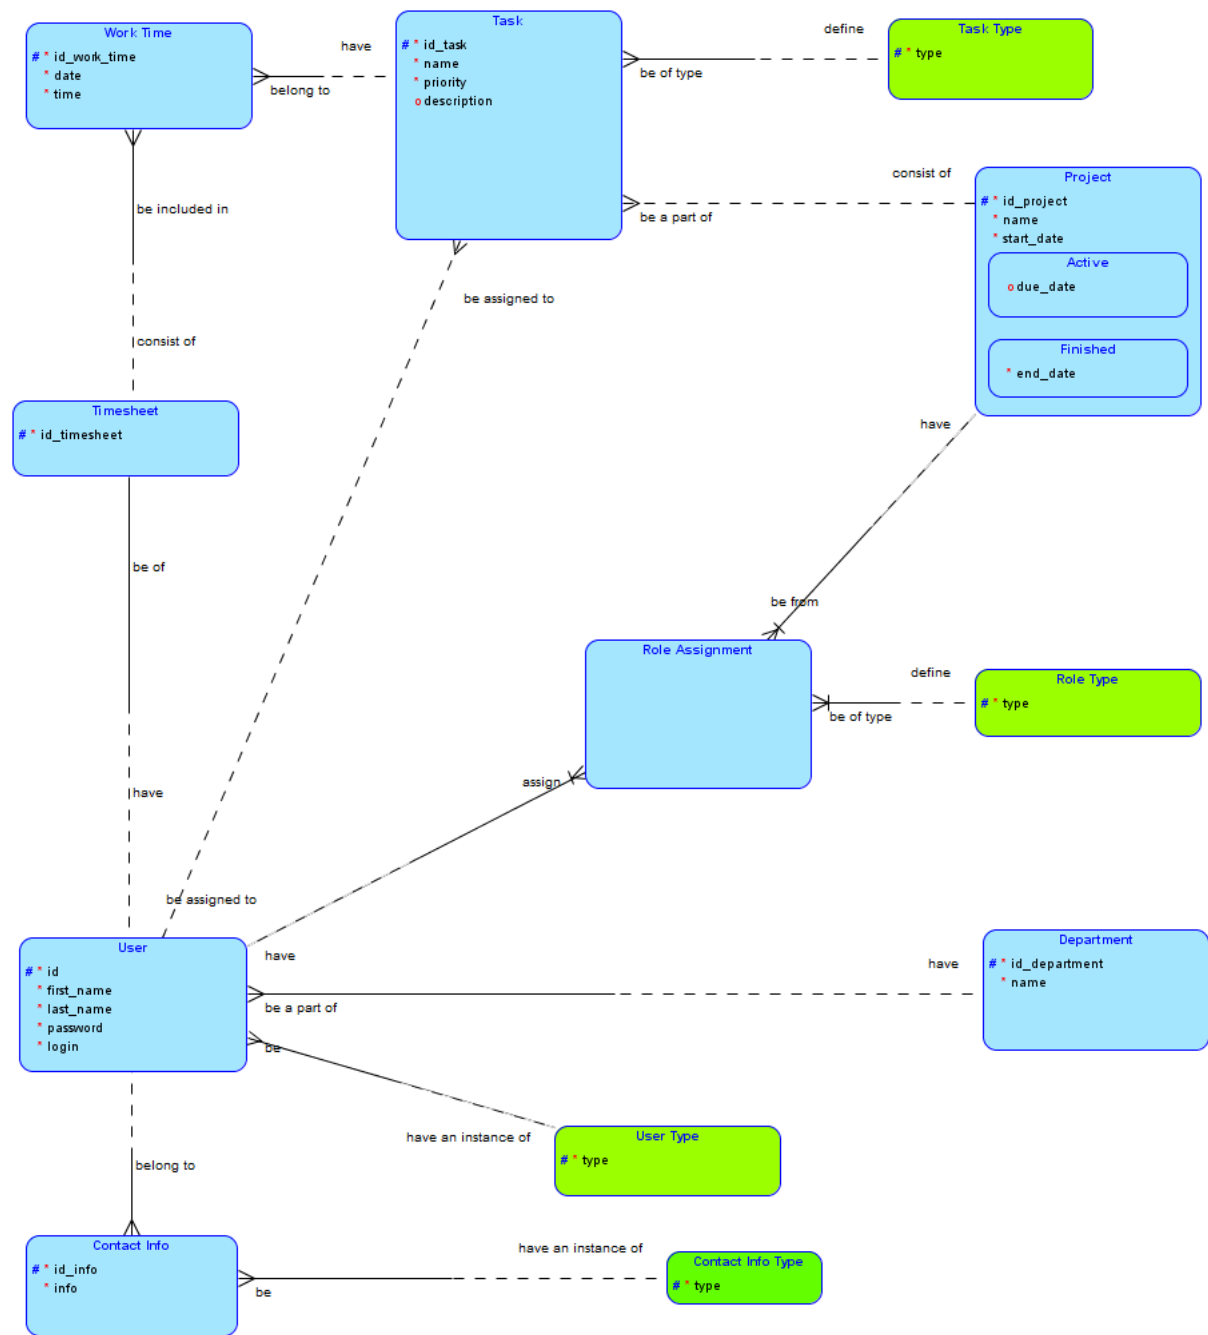 Work Time
# * id_work_time
* date
* time
have
belong to
Task
# * id_task
* name
* priority
o description
define
be of type
Task Type
# * type
consist of
be a part of
Project
# * id_project
* name
* start_date
Active
o due_date
Finished
* end_date
be included in
consist of
be assigned to
Timesheet
# * id_timesheet
have
be of
be from
Role Assignment
define
be of type
Role Type
# * type
assign
have
be assigned to
User
# * id
* first_name
* last_name
* password
* login
have
be a part of
have
Department
# * id_department
* name
be
have an instance of
User Type
# * type
belong to
Contact Info
# * id_info
* info
have an instance of
be
Contact Info Type
# * type